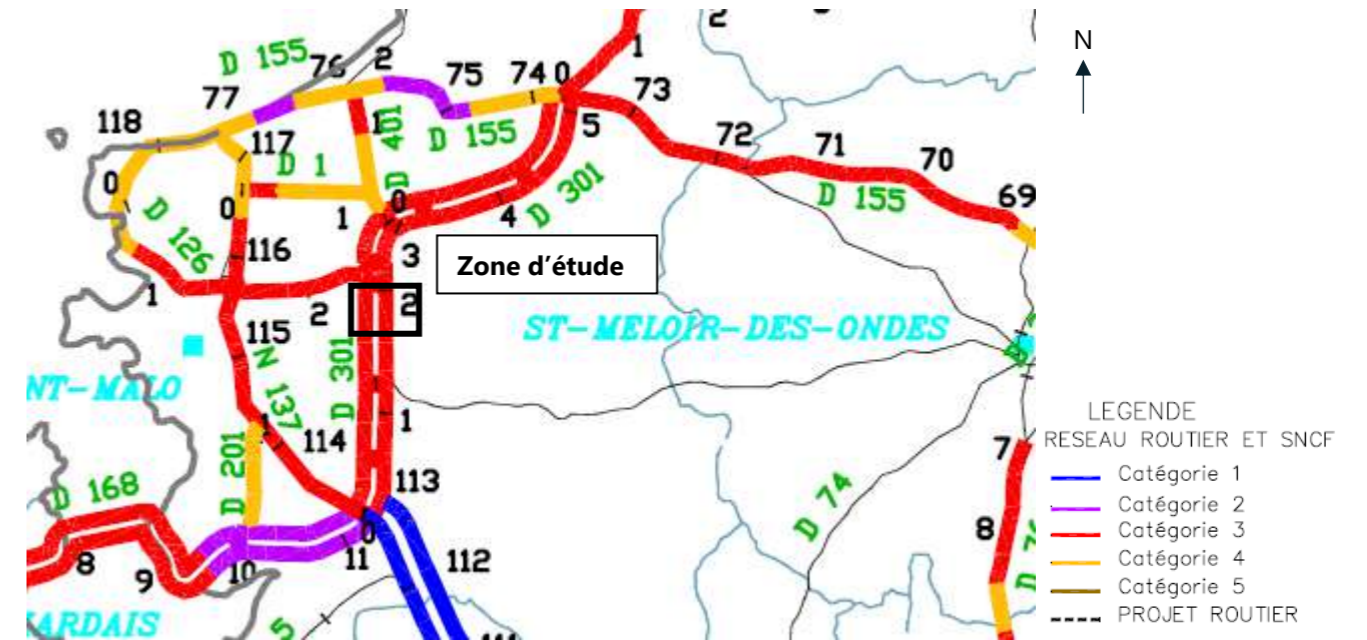 2
N
D 155
76
2
1
77
75
74
0
73
118
117
1
D 401
D 155
5
72
71
70
D 1
0
D 155
69
0
0
1
4
D 301
D 126
116
3
Zone d'étude
1
2
2
115
ST-MELOIR-DES-ONDES
N 137
D 301
NT-MALO
1
1
114
LEGENDE
RESEAU ROUTIER ET SNCF
D 201
7
Catégorie 1
D 168
113
D 74
Catégorie 2
8
Catégorie 3
0
8
9
10
11
112
Catégorie 4
Catégorie 5
PROJET ROUTIER
ARDAIS
5